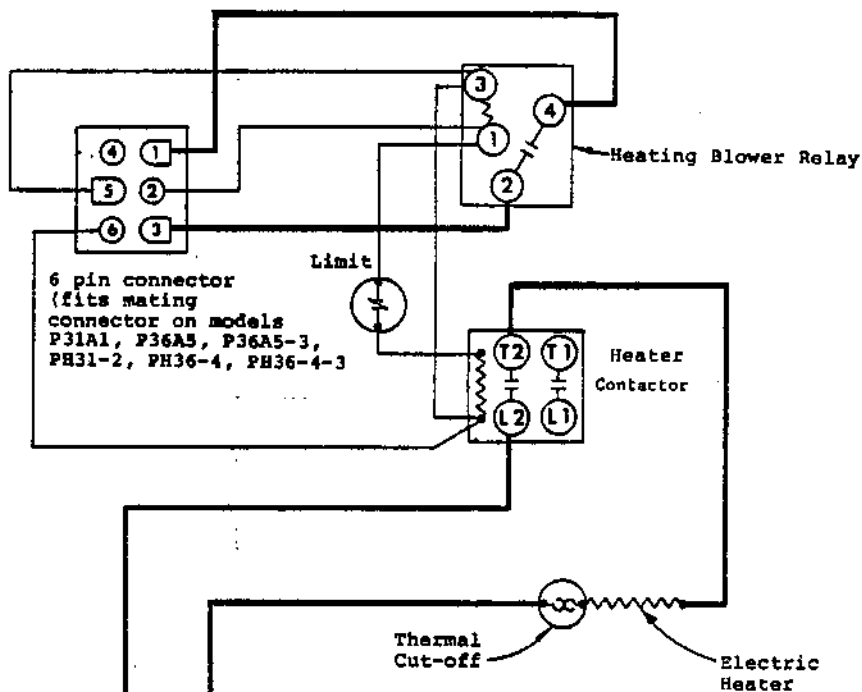 3
4
1
2
Heating Blower Relay
4 1
5 2
6 3
Limit
6 pin connector
(fits mating
connector on models
P31A1, P36A5, P36A5-3,
PH31-2, PH36-4, PH36-4-3
T2 T1
L2 L1
Heater
Contactor
Thermal
Cut-off
Electric
Heater